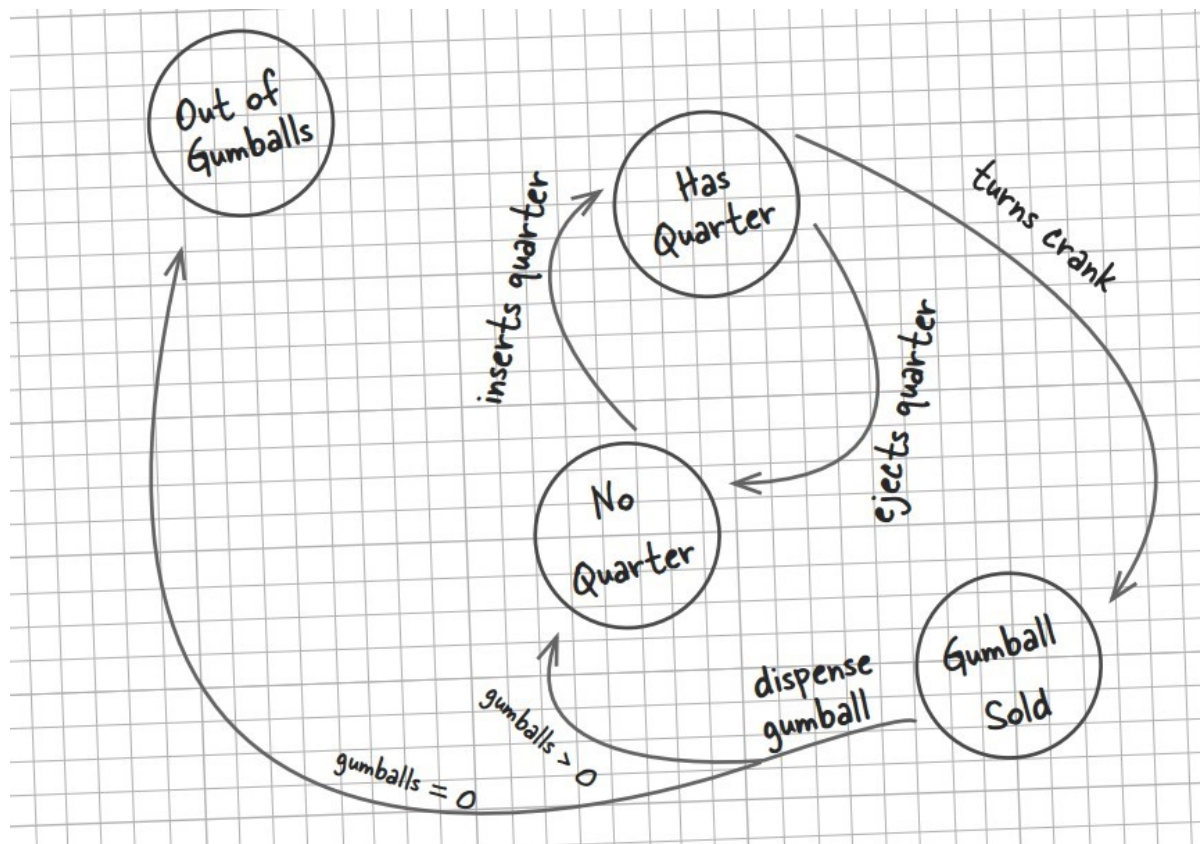 Out of
Gumballs
Has
Quarter
turns crank
inserts quarter
ejects quarter
No
Quarter
Gumball
Sold
dispense
gumball
gumballs > 0
gumballs = 0